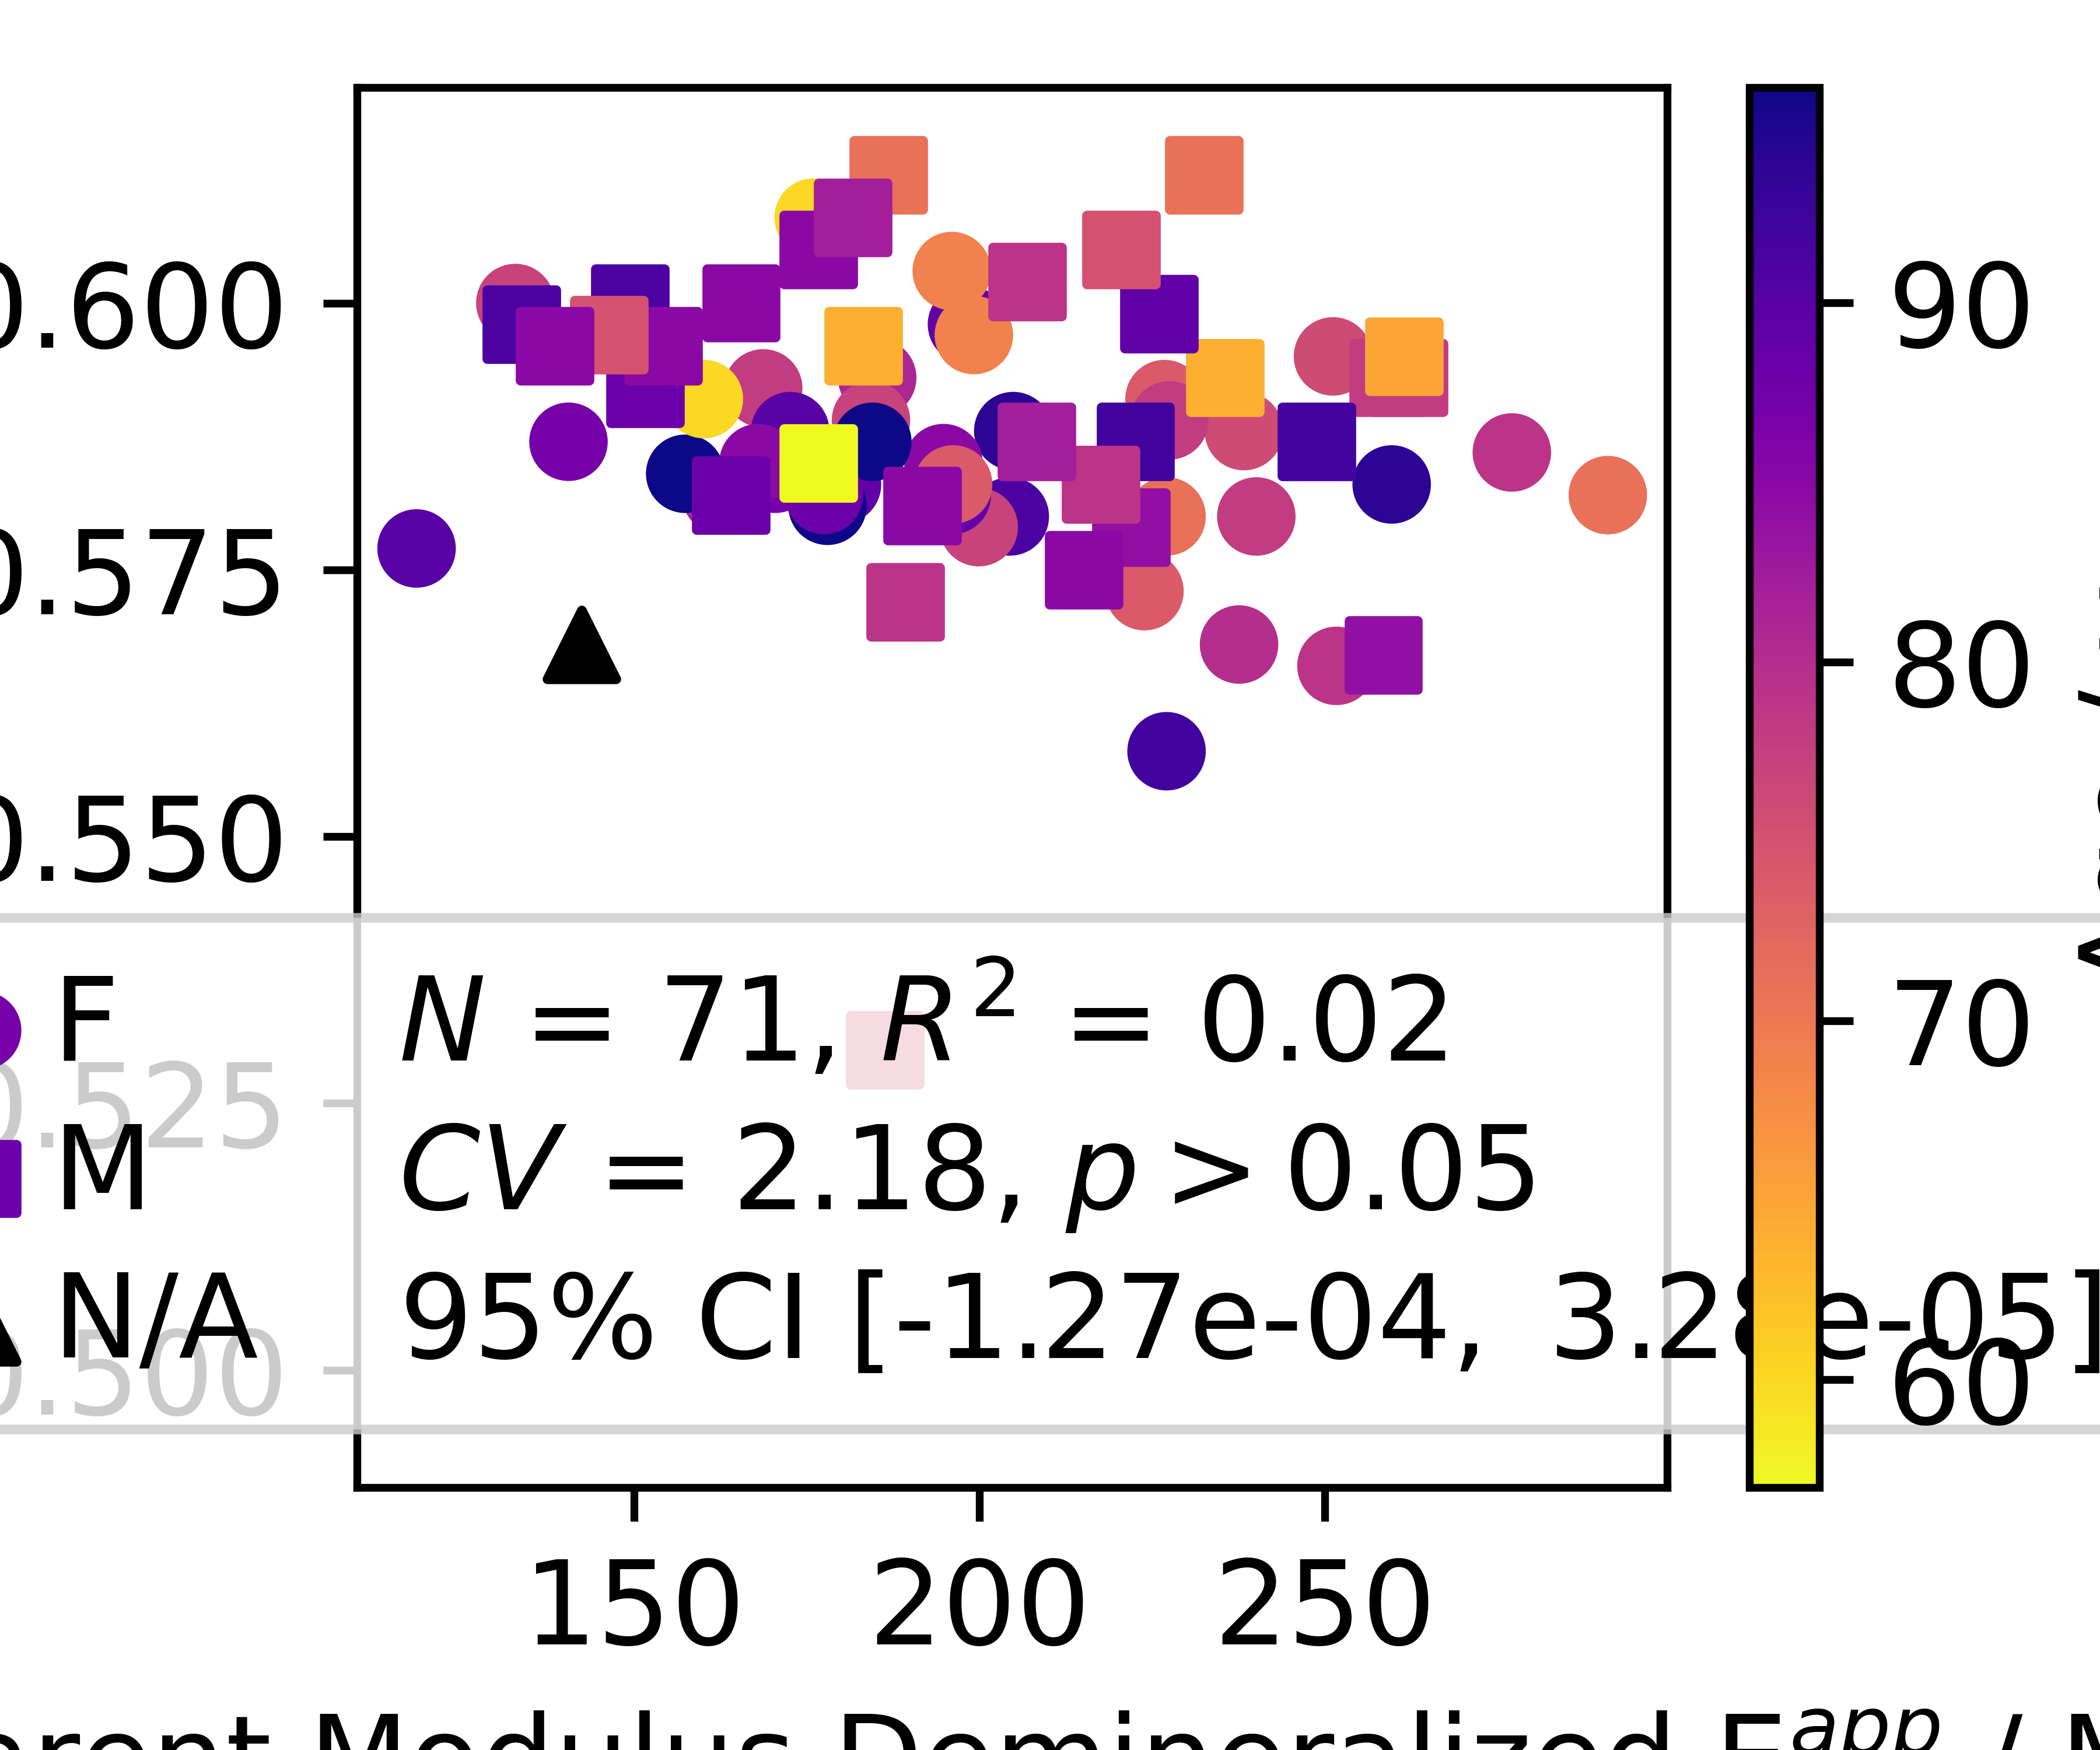 0.600
0.575
0.550
0.525
0.500
90
80
70
60
F
M
N/A
N = 71, R² = 0.02
CV = 2.18, p > 0.05
95% CI [-1.27e-04, 3.28e-05]
150 200 250
Modulus Demineralized E^app /